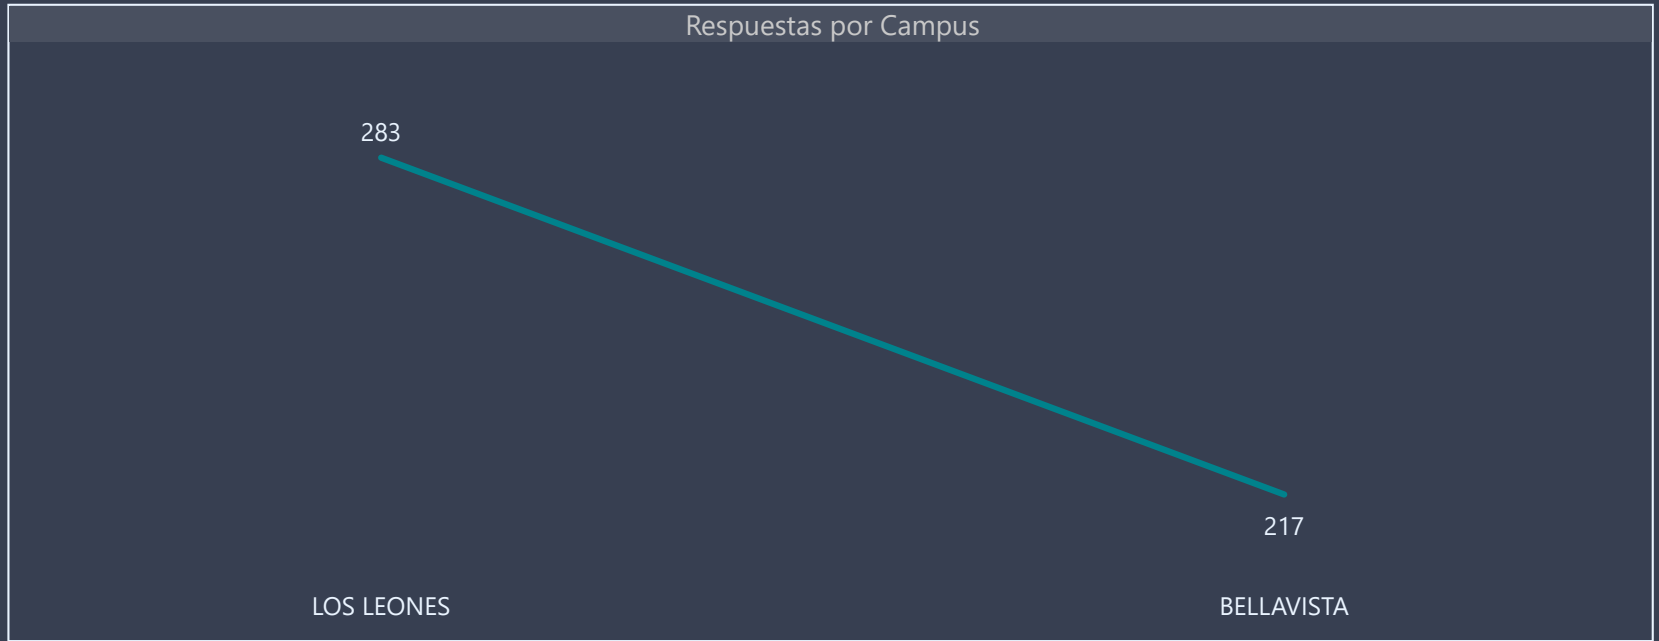 Respuestas por Campus
283
217
LOS LEONES
BELLAVISTA